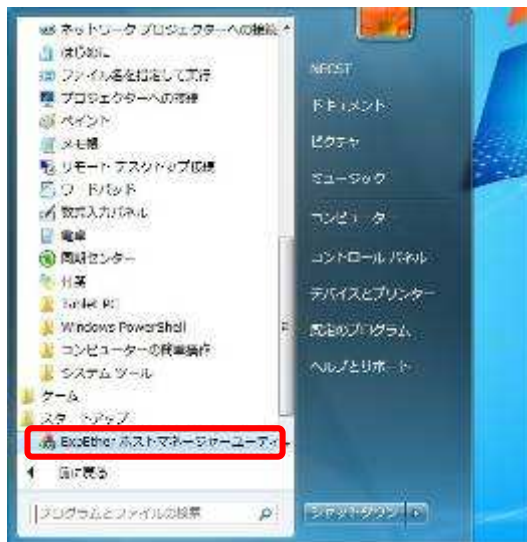 ネットワーク プロジェクターへの接続
はじめに
ファイル名を指定して実行
プロジェクターへの接続
ペイント
メモ帳
リモート デスクトップ接続
ワードパッド
数式入力パネル
電卓
同期センター
付箋
Tablet PC
Windows PowerShell
コンピューターの簡単操作
システム ツール
ゲーム
スタートアップ
ExpEther ホストマネージャーユーティ
前に戻る
プログラムとファイルの検索
ドキュメント
ピクチャ
ミュージック
コンピューター
コントロール パネル
デバイスとプリンター
既定のプログラム
ヘルプとサポート
シャットダウン